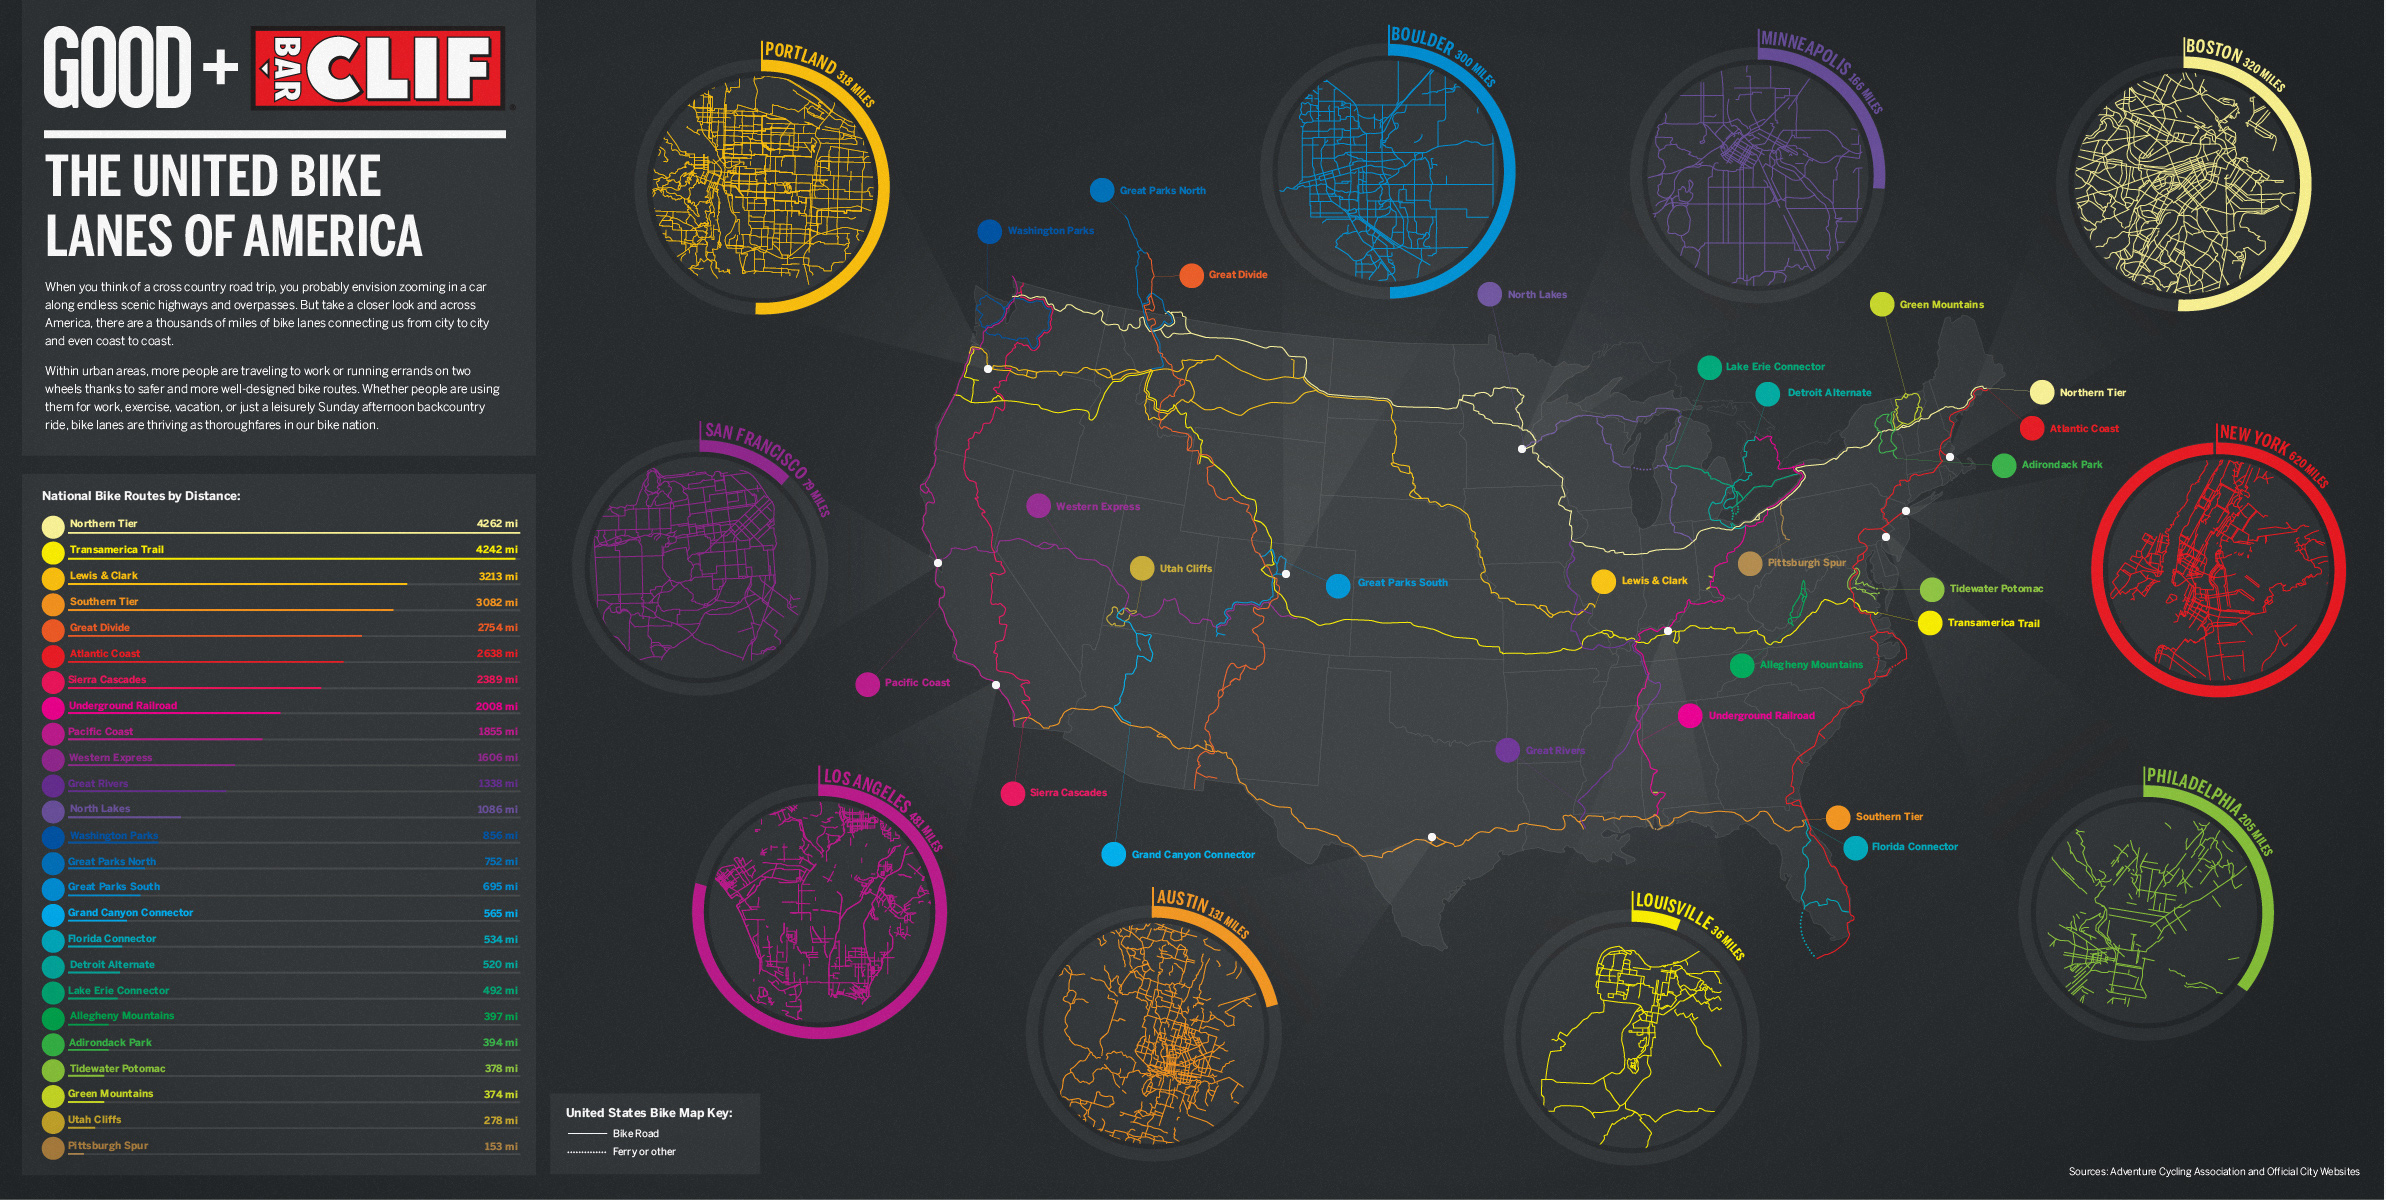 GOOD + CLIF BAR
THE UNITED BIKE
LANES OF AMERICA
When you think of a cross country road trip, you probably envision zooming in a car
along endless scenic highways and overpasses. But take a closer look and across
America, there are a thousands of miles of bike lanes connecting us from city to city
and even coast to coast.
Within urban areas, more people are traveling to work or running errands on two
wheels thanks to safer and more well-designed bike routes. Whether people are using
them for work, exercise, vacation, or just a leisurely Sunday afternoon backcountry
ride, bike lanes are thriving as thoroughfares in our bike nation.
National Bike Routes by Distance:
Northern Tier 4262 mi
Transamerica Trail 4242 mi
Lewis & Clark 3213 mi
Southern Tier 3082 mi
Great Divide 2754 mi
Atlantic Coast 2638 mi
Sierra Cascades 2389 mi
Underground Railroad 2008 mi
Pacific Coast 1855 mi
Western Express 1606 mi
Great Rivers 1338 mi
North Lakes 1086 mi
Washington Parks 856 mi
Great Parks North 752 mi
Great Parks South 695 mi
Grand Canyon Connector 565 mi
Florida Connector 534 mi
Detroit Alternate 520 mi
Lake Erie Connector 492 mi
Allegheny Mountains 397 mi
Adirondack Park 394 mi
Tidewater Potomac 378 mi
Green Mountains 374 mi
Utah Cliffs 278 mi
Pittsburgh Spur 153 mi
PORTLAND 318 MILES
BOULDER 300 MILES
MINNEAPOLIS 166 MILES
BOSTON 320 MILES
Great Parks North
Washington Parks
Great Divide
North Lakes
Green Mountains
Lake Erie Connector
Detroit Alternate
Northern Tier
Atlantic Coast
Adirondack Park
SAN FRANCISCO 79 MILES
NEW YORK 620 MILES
Western Express
Utah Cliffs
Great Parks South
Lewis & Clark
Pittsburgh Spur
Tidewater Potomac
Transamerica Trail
Allegheny Mountains
Pacific Coast
Underground Railroad
Great Rivers
Sierra Cascades
Southern Tier
Florida Connector
Grand Canyon Connector
LOS ANGELES 481 MILES
PHILADELPHIA 205 MILES
AUSTIN 131 MILES
LOUISVILLE 36 MILES
United States Bike Map Key:
Bike Road
Ferry or other
Sources: Adventure Cycling Association and Official City Websites